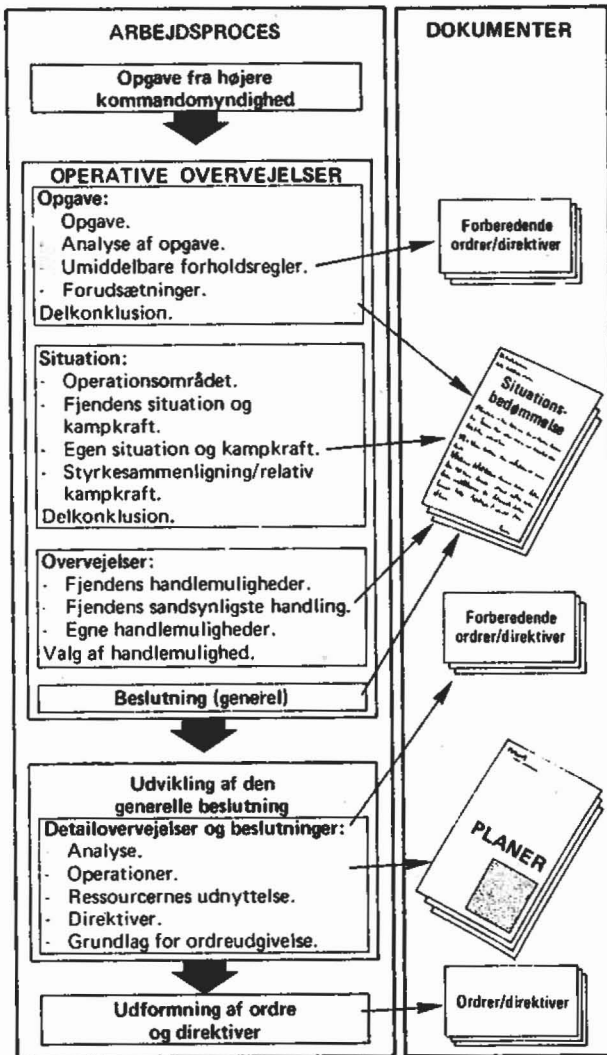 ARBEJDSPROCES
Opgave fra højere
kommandomyndighed
OPERATIVE OVERVEJELSER
Opgave:
Opgave.
- Analyse af opgave.
- Umiddelbare forholdsregler.
- Forudsætninger.
Delkonklusion.
Situation:
- Operationsområdet.
- Fjendens situation og
kampkraft.
- Egen situation og kampkraft.
- Styrkesammenligning/relativ
kampkraft.
Delkonklusion.
Overvejelser:
- Fjendens handlemuligheder.
- Fjendens sandsynligste handling.
- Egne handlemuligheder.
Valg af handlemulighed.
Beslutning (generel)
Udvikling af den
generelle beslutning
Detailovervejelser og beslutninger:
- Analyse.
- Operationer.
- Ressourcernes udnyttelse.
- Direktiver.
- Grundlag for ordreudgivelse.
Udformning af ordre
og direktiver
DOKUMENTER
Forberedende
ordrer/direktiver
Situations-
bedømmelse
Forberedende
ordrer/direktiver
PLANER
Ordrer/direktiver